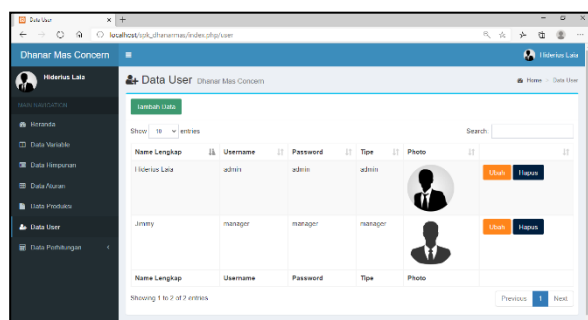 Data User
localhost/spk_dhanarmas/index.php/user
Dhanar Mas Concern
Hiderius Laia
Hiderius Laia
MAIN NAVIGATION
Beranda
Data Variable
Data Himpunan
Data Aturan
Data Produksi
Data User
Data Perhitungan
Data User Dhanar Mas Concern
Home > Data User
Tambah Data
Show 10 entries
Search:
Name Lengkap Username Password Tipe Photo
Hiderius Laia admin admin admin Ubah Hapus
Jimmy manager manager manager Ubah Hapus
Name Lengkap Username Password Tipe Photo
Showing 1 to 2 of 2 entries
Previous 1 Next